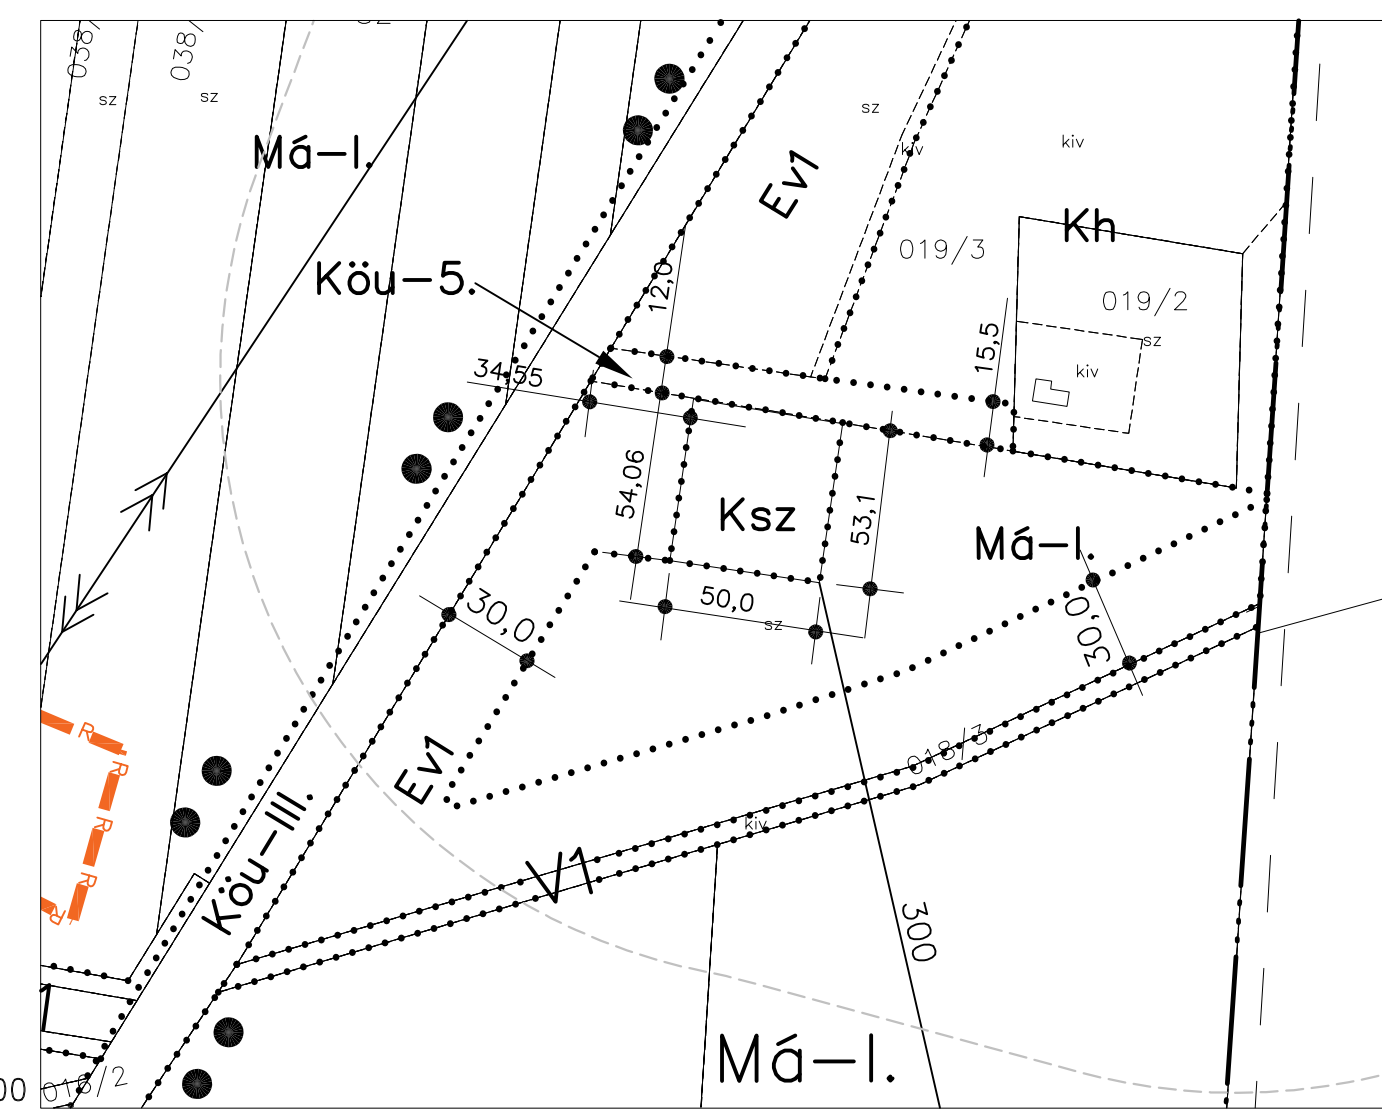 038/
038/
sz
sz
sz
kiv
kiv
Má-I.
Ev1
Kh
019/3
Köu-5.
12,0
019/2
sz
15,5
kiv
34,55
54,06
Ksz
53,1
Má-I.
50,0
sz
30,0
30,0
R
R
R
R
R
Ev1
018/3
Köu-III.
kiv
V1
300
1
Má-I.
00
016/2